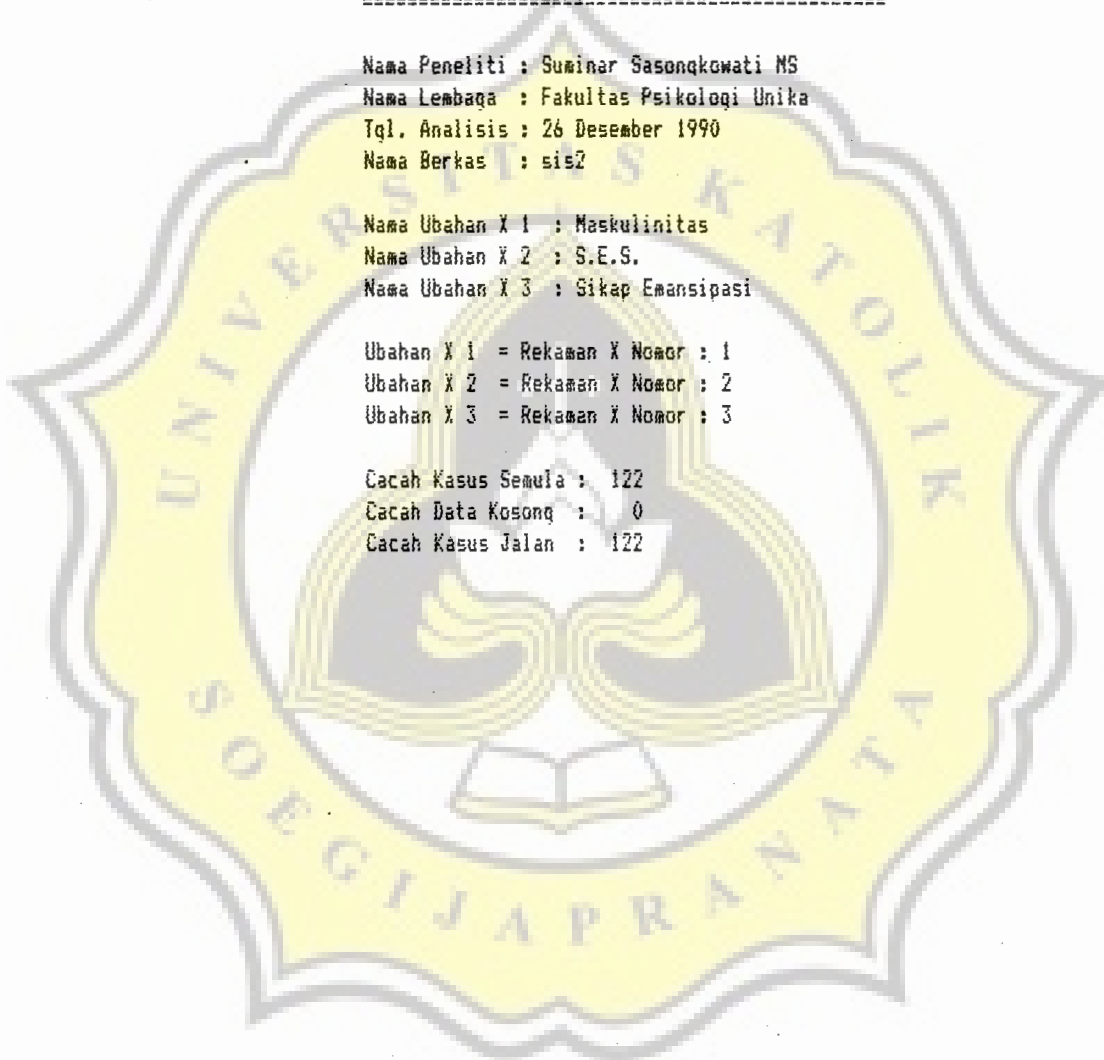 Nama Peneliti : Suminar Sasongkowati MS
Nama Lembaga : Fakultas Psikologi Unika
Tgl. Analisis : 26 Desember 1990
Nama Berkas : sis2
Nama Ubahan X 1 : Maskulinitas
Nama Ubahan X 2 : S.E.S.
Nama Ubahan X 3 : Sikap Emansipasi
Ubahan X 1 = Rekaman X Nomor : 1
Ubahan X 2 = Rekaman X Nomor : 2
Ubahan X 3 = Rekaman X Nomor : 3
Cacah Kasus Semula : 122
Cacah Data Kosong : 0
Cacah Kasus Jalan : 122
UNIVERSITAS KATOLIK
SOEGIJAPRANATA